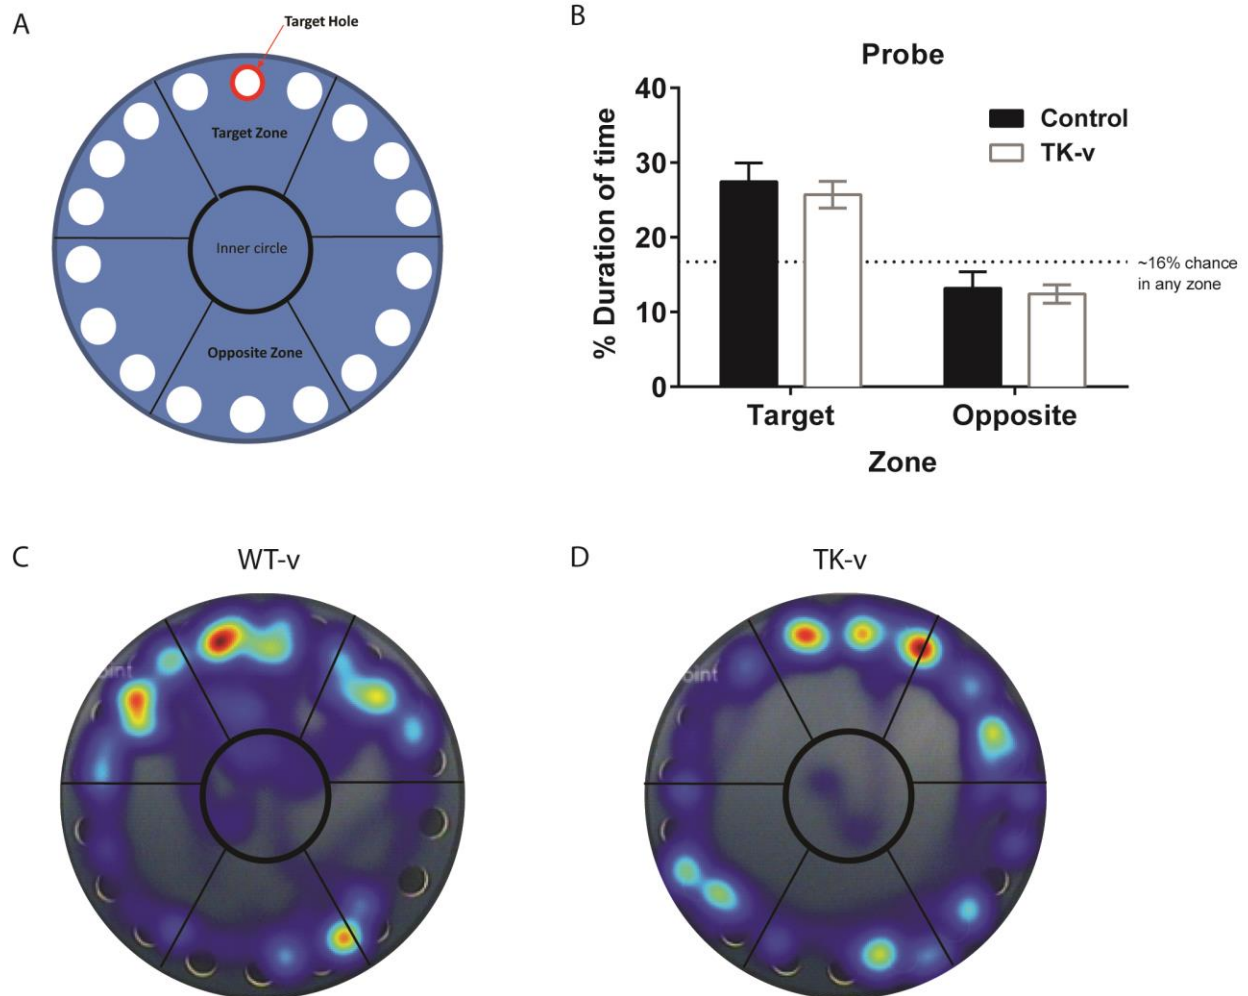 A
Target Hole
Target Zone
Inner circle
Opposite Zone
B
Probe
% Duration of time
40
30
20
10
0
Control
TK-v
~16% chance
in any zone
Target
Opposite
Zone
C
WT-v
D
TK-v